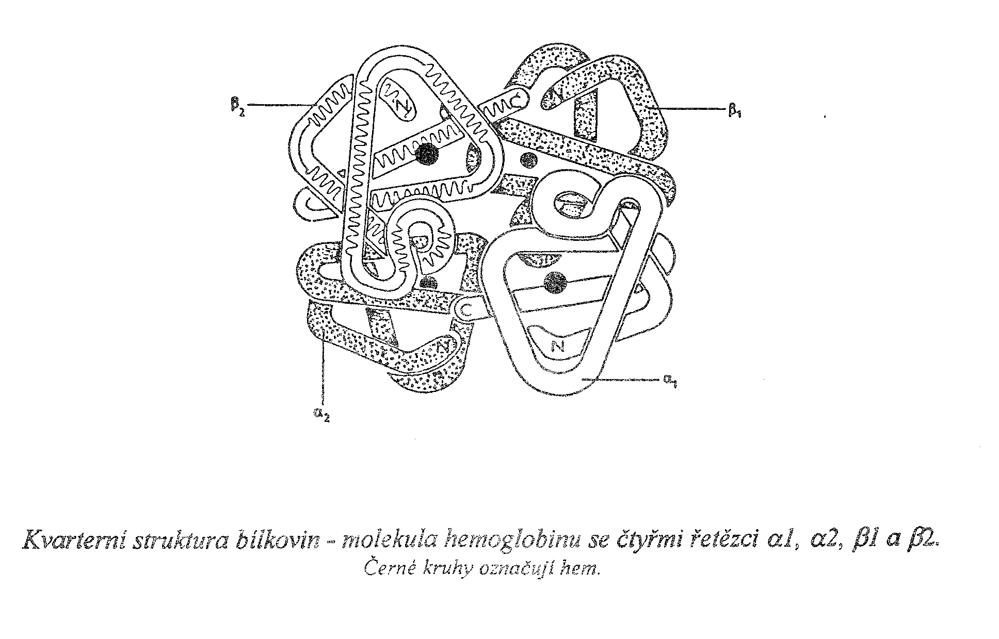 β₂
β₁
N
C
N
C
N
N
α₁
α₂
Kvarterní struktura bílkovin - molekula hemoglobinu se čtyřmi řetězci α1, α2, β1 a β2.
Černé kruhy označují hem.